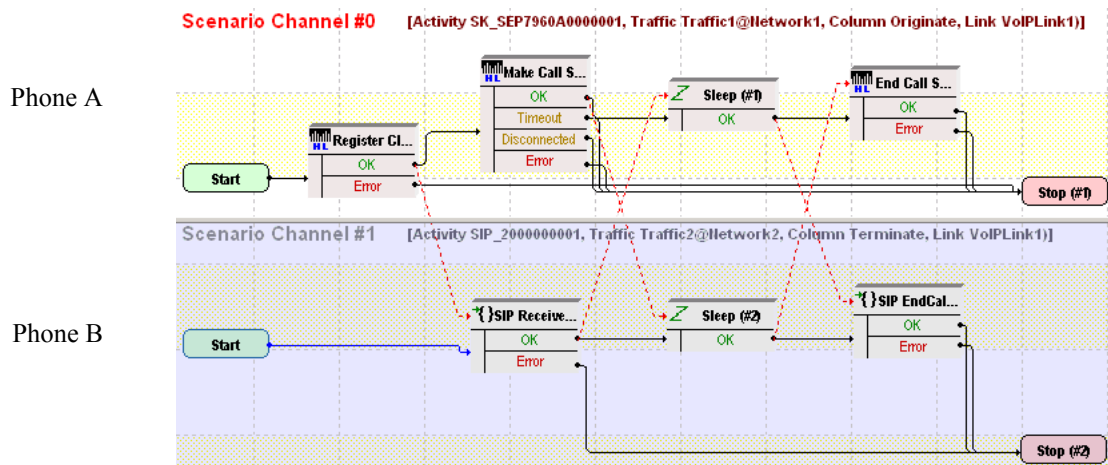 Scenario Channel #0 [Activity SK_SEP7960A0000001, Traffic Traffic1@Network1, Column Originate, Link VoIPLink1)]
Phone A
Start
HL Register Cl...
OK
Error
HL Make Call S...
OK
Timeout
Disconnected
Error
Sleep (#1)
OK
HL End Call S...
OK
Error
Stop (#1)
Scenario Channel #1 [Activity SIP_2000000001, Traffic Traffic2@Network2, Column Terminate, Link VoIPLink1)]
Phone B
Start
{}SIP Receive...
OK
Error
Sleep (#2)
OK
{}SIP EndCal...
OK
Error
Stop (#2)